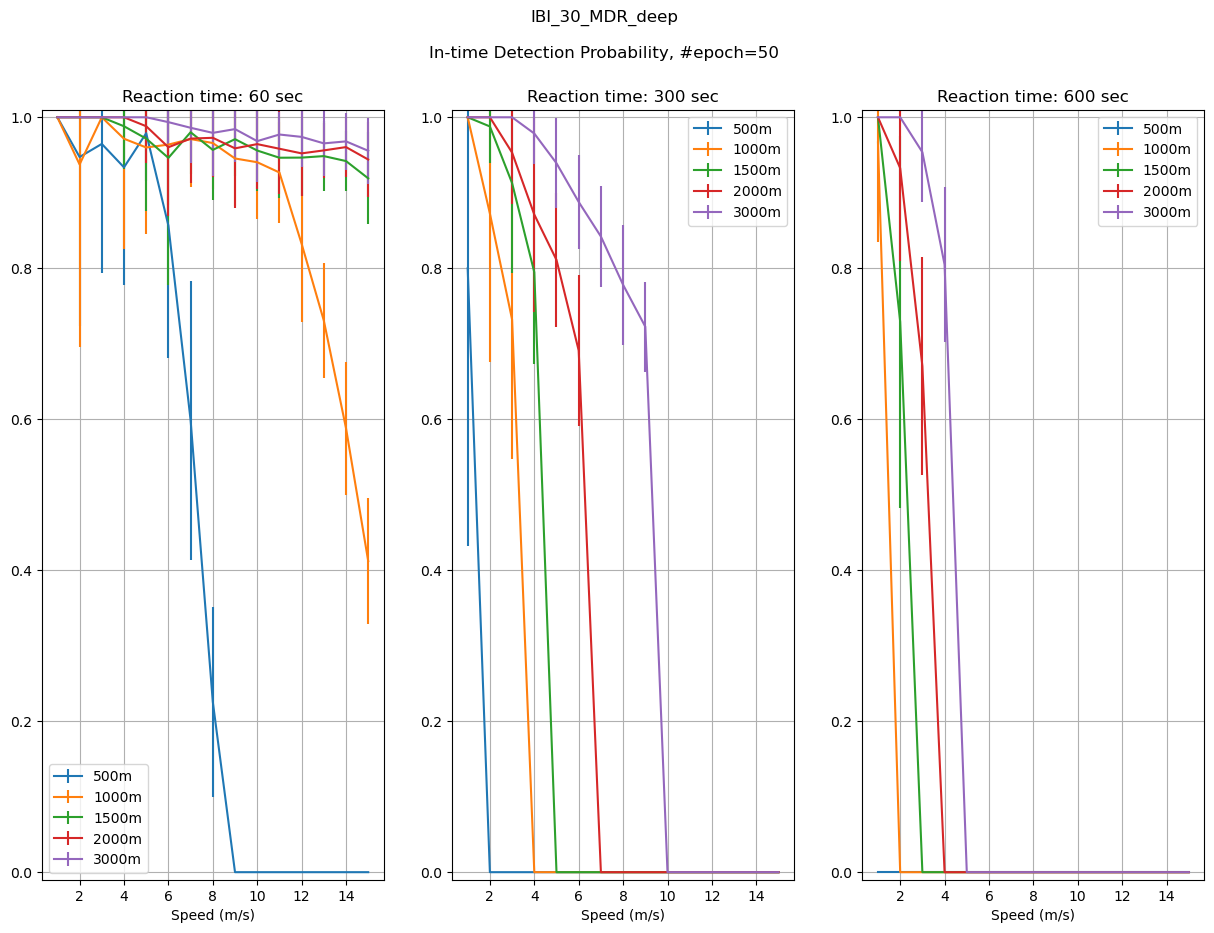 IBI_30_MDR_deep
In-time Detection Probability, #epoch=50
Reaction time: 60 sec
1.0
0.8
0.6
0.4
0.2
0.0
500m
1000m
1500m
2000m
3000m
2 4 6 8 10 12 14
Speed (m/s)
Reaction time: 300 sec
1.0
0.8
0.6
0.4
0.2
0.0
500m
1000m
1500m
2000m
3000m
2 4 6 8 10 12 14
Speed (m/s)
Reaction time: 600 sec
1.0
0.8
0.6
0.4
0.2
0.0
500m
1000m
1500m
2000m
3000m
2 4 6 8 10 12 14
Speed (m/s)